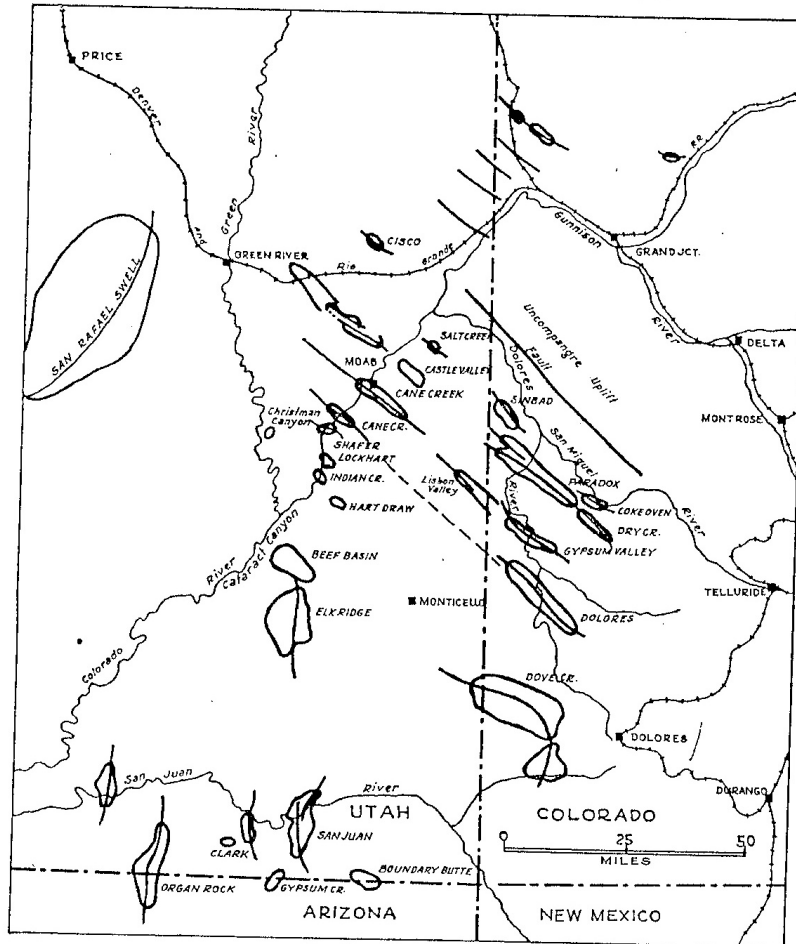 PRICE
Denver
and
Rio
Grande
RR
Green
River
GREEN RIVER
CISCO
SAN RAFAEL SWELL
Gunnison
River
GRAND JCT.
Uncompahgre Uplift
Fault
DELTA
MONTROSE
SALT CREEK
Dolores
River
MOAB
CASTLE VALLEY
CANE CREEK
SINBAD
Christman
Canyon
CANE CR.
SHAFER
LOCKHART
INDIAN CR.
HART DRAW
San Miguel
River
Lisbon
Valley
PARADOX
COKE OVEN
DRY CR.
GYPSUM VALLEY
River
Cataract Canyon
Colorado
BEEF BASIN
ELK RIDGE
MONTICELLO
TELLURIDE
DOLORES
DOVE CR.
DOLORES
San Juan
River
DURANGO
UTAH
COLORADO
SAN JUAN
CLARK
0 25 50
MILES
ORGAN ROCK
GYPSUM CR.
BOUNDARY BUTTE
ARIZONA
NEW MEXICO